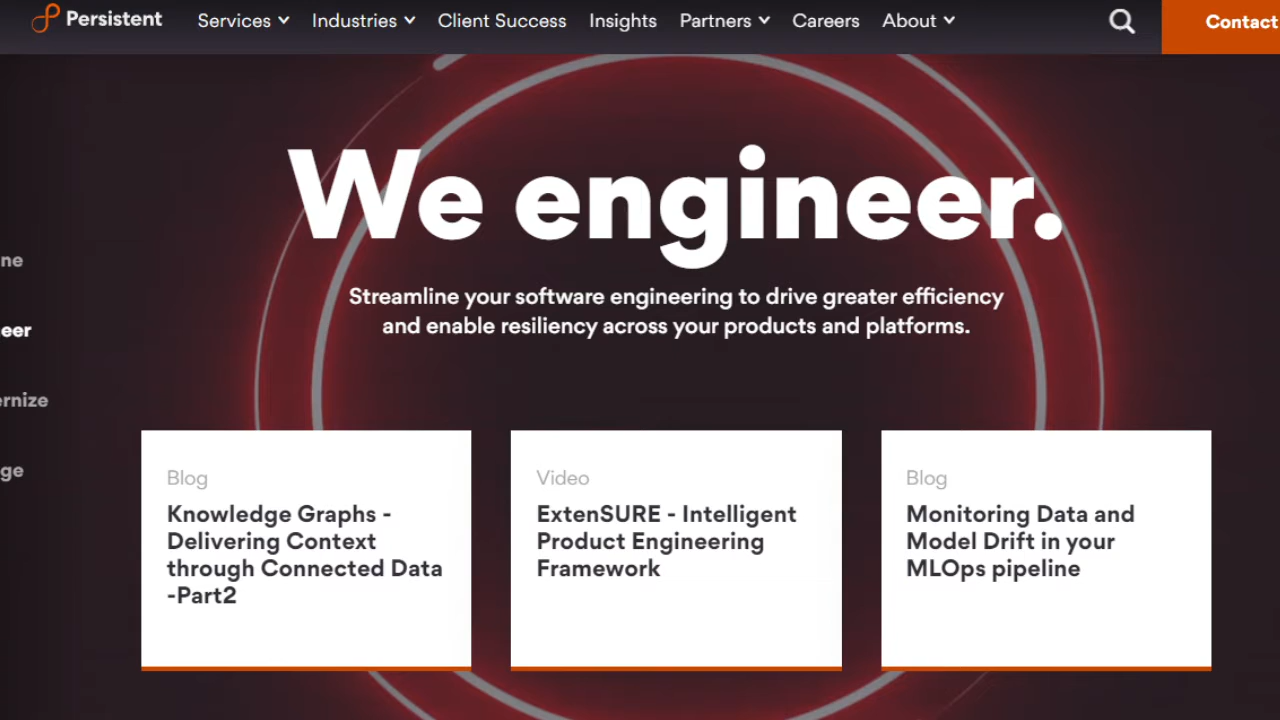 Persistent Services Industries Client Success Insights Partners Careers About Contact
We engineer.
Streamline your software engineering to drive greater efficiency
and enable resiliency across your products and platforms.
ne
eer
ernize
ge
Blog
Knowledge Graphs -
Delivering Context
through Connected Data
-Part2
Video
ExtenSURE - Intelligent
Product Engineering
Framework
Blog
Monitoring Data and
Model Drift in your
MLOps pipeline